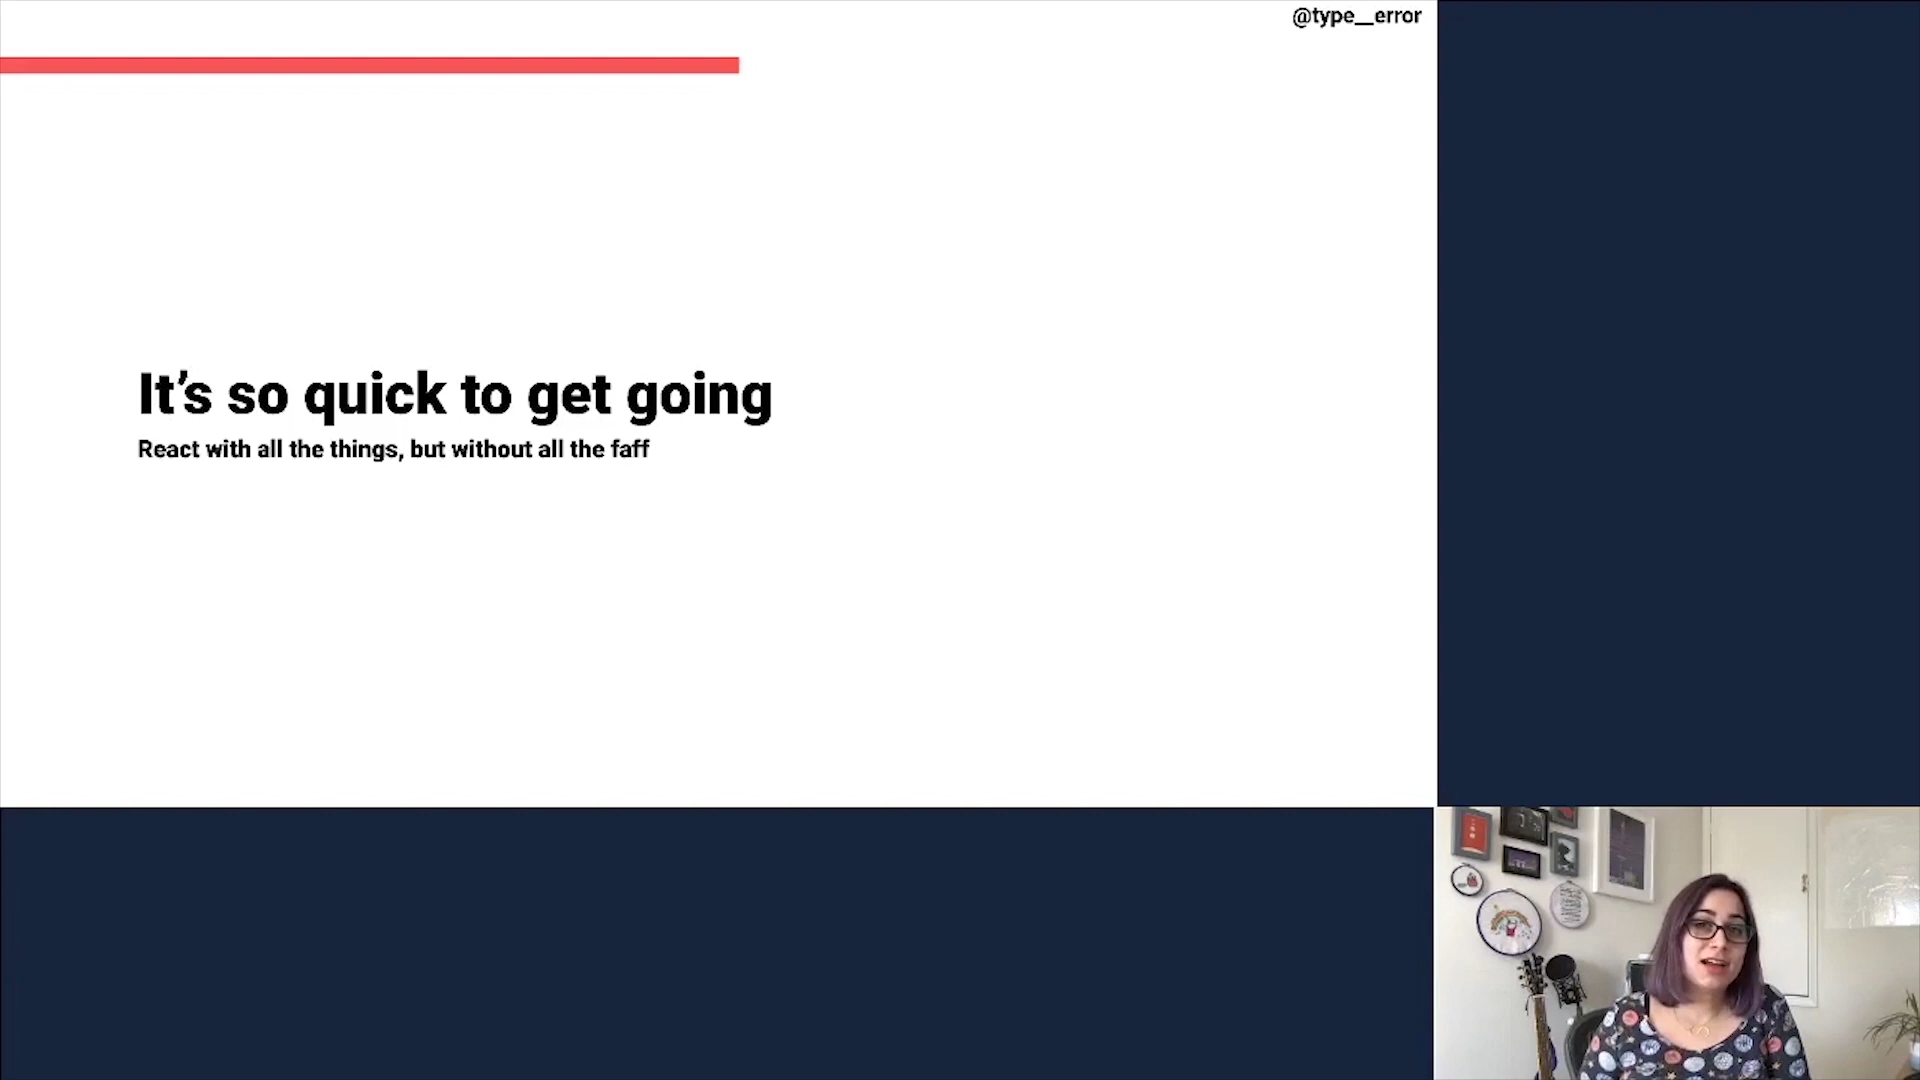 @type__error
It’s so quick to get going
React with all the things, but without all the faff